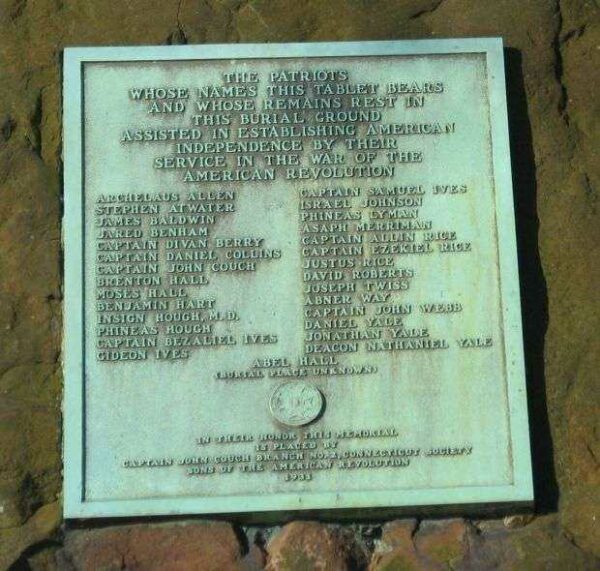 THE PATRIOTS
WHOSE NAMES THIS TABLET BEARS
AND WHOSE REMAINS REST IN
THIS BURIAL GROUND
ASSISTED IN ESTABLISHING AMERICAN
INDEPENDENCE BY THEIR
SERVICE IN THE WAR OF THE
AMERICAN REVOLUTION
ARCHELAUS ALLEN
STEPHEN ATWATER
JAMES BALDWIN
JARED BENHAM
CAPTAIN DIVAN BERRY
CAPTAIN DANIEL COLLINS
CAPTAIN JOHN COUCH
BRENTON HALL
MOSES HALL
BENJAMIN HART
INSIGN HOUGH, M.D.
PHINEAS HOUGH
CAPTAIN BEZALIEL IVES
GIDEON IVES
CAPTAIN SAMUEL IVES
ISRAEL JOHNSON
PHINEAS LYMAN
ASAPH MERRIMAN
CAPTAIN ALLIN RICE
CAPTAIN EZEKIEL RICE
JUSTUS RICE
DAVID ROBERTS
JOSEPH TWISS
ABNER WAY
CAPTAIN JOHN WEBB
DANIEL YALE
JONATHAN YALE
DEACON NATHANIEL YALE
ABEL HALL
(BURIAL PLACE UNKNOWN)
IN THEIR HONOR THIS MEMORIAL
IS PLACED BY
CAPTAIN JOHN COUCH BRANCH NO. 2, CONNECTICUT SOCIETY
SONS OF THE AMERICAN REVOLUTION